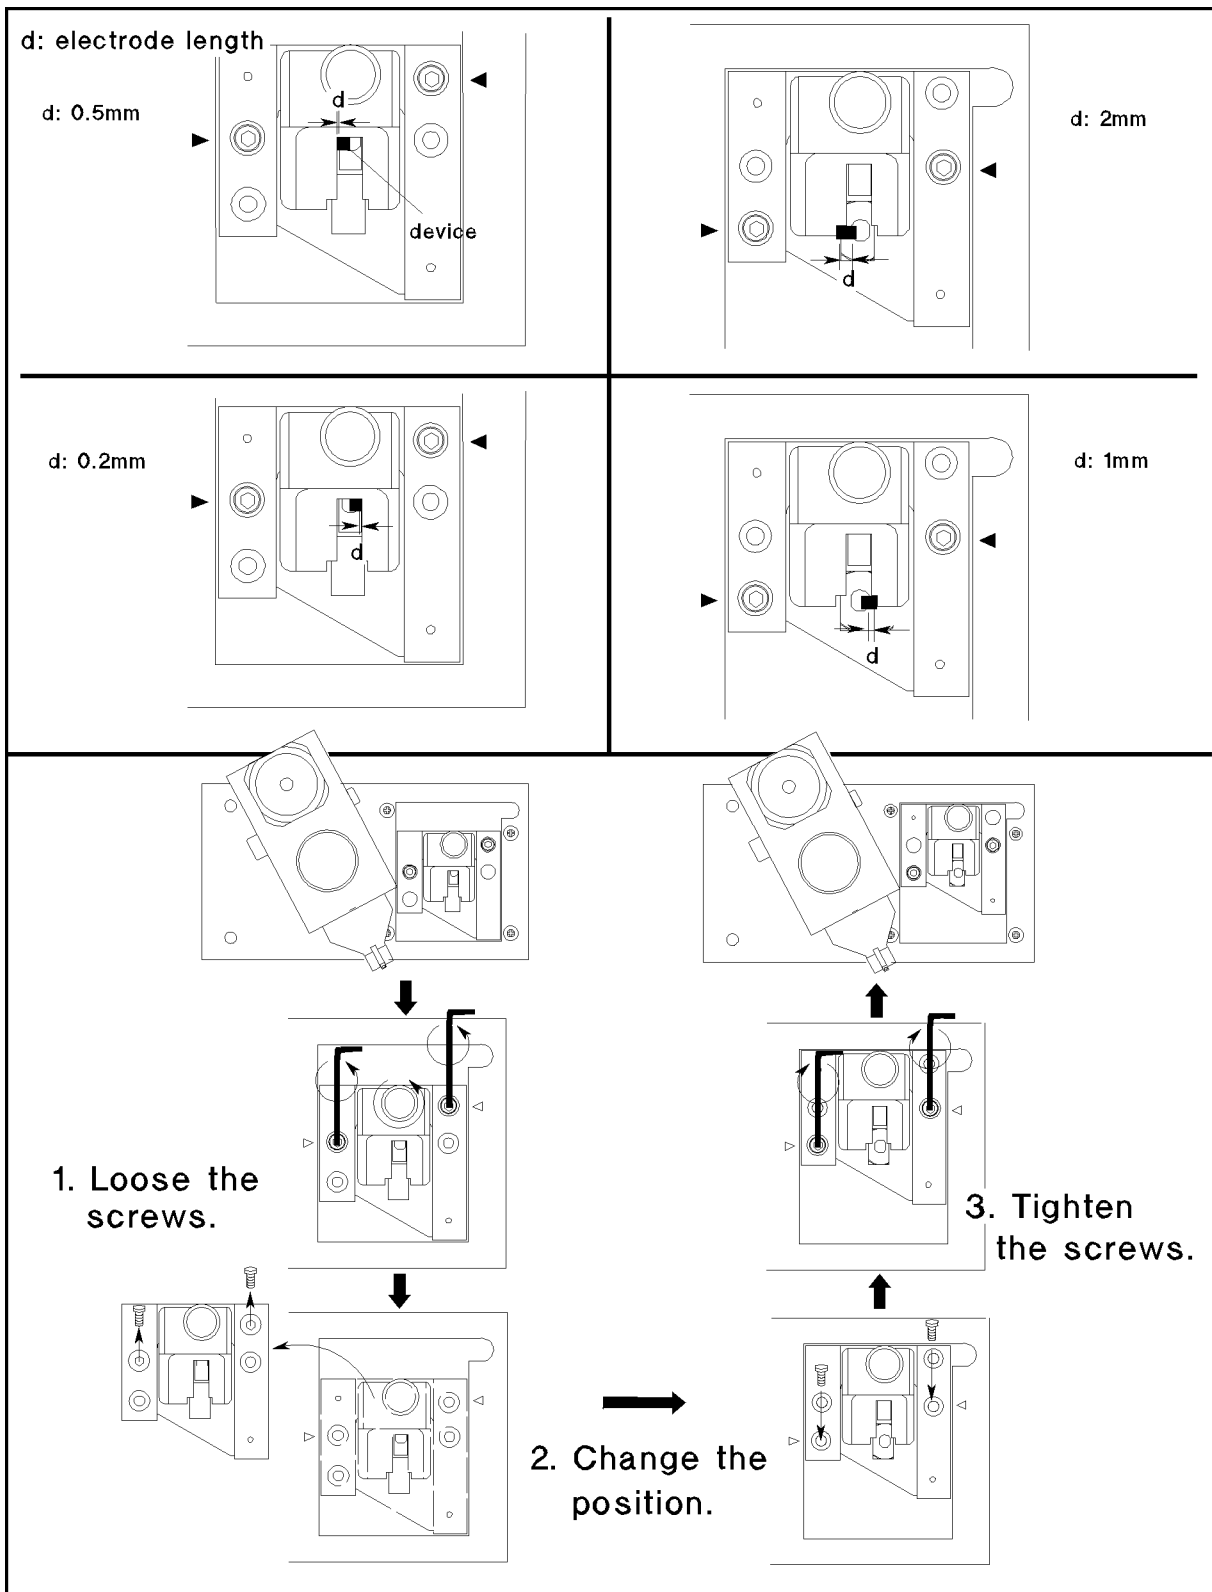 d: electrode length
d: 0.5mm
d
device
d: 2mm
d
d: 0.2mm
d
d: 1mm
d
1. Loose the
screws.
2. Change the
position.
3. Tighten
the screws.